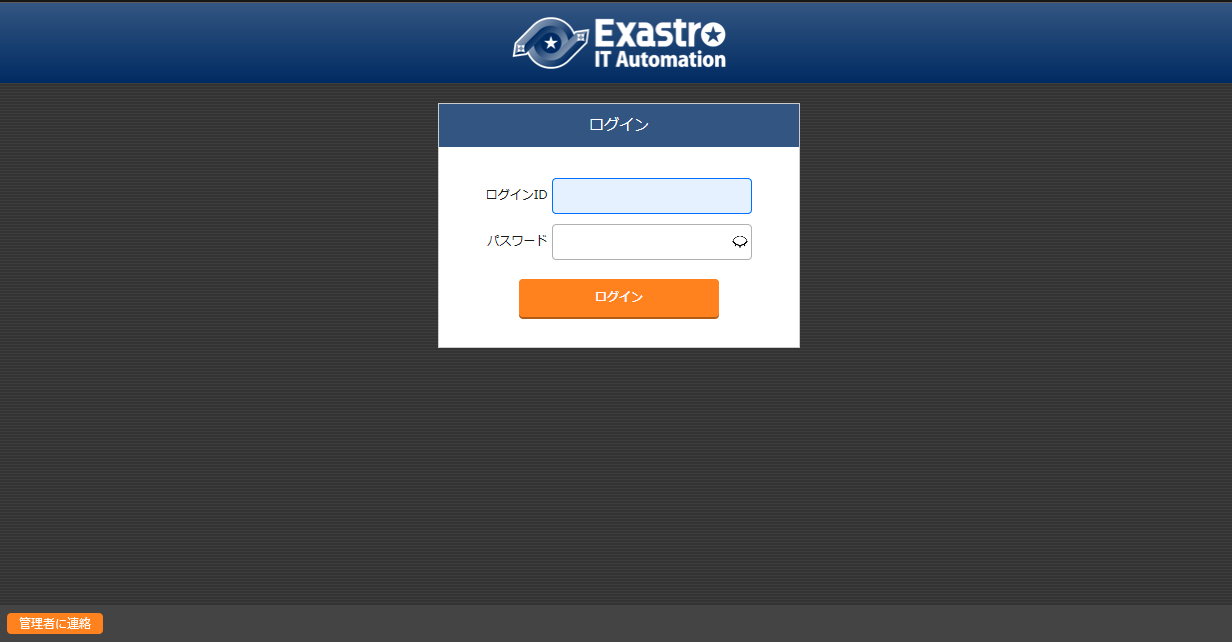 Exastro
IT Automation
ログイン
ログインID
パスワード
ログイン
管理者に連絡